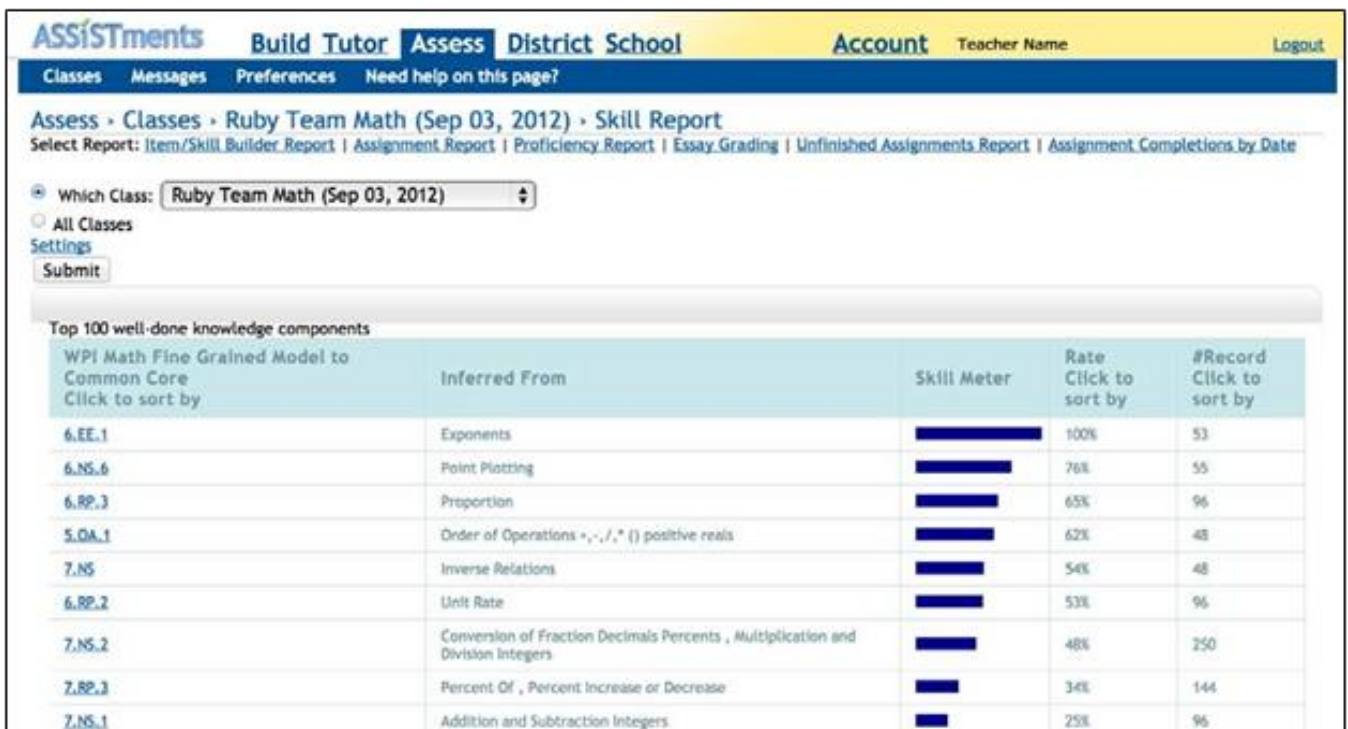 ASSiSTments Build Tutor Assess District School Account Teacher Name Logout
Classes Messages Preferences Need help on this page?
Assess › Classes › Ruby Team Math (Sep 03, 2012) › Skill Report
Select Report: Item/Skill Builder Report | Assignment Report | Proficiency Report | Essay Grading | Unfinished Assignments Report | Assignment Completions by Date
Which Class: Ruby Team Math (Sep 03, 2012)
All Classes
Settings
Submit
Top 100 well-done knowledge components
WPI Math Fine Grained Model to
Common Core
Click to sort by
Inferred From
Skill Meter
Rate
Click to
sort by
#Record
Click to
sort by
6.EE.1 Exponents 100% 53
6.NS.6 Point Plotting 76% 55
6.RP.3 Proportion 65% 96
5.OA.1 Order of Operations +,-,/,* () positive reals 62% 48
7.NS Inverse Relations 54% 48
6.RP.2 Unit Rate 53% 96
7.NS.2 Conversion of Fraction Decimals Percents , Multiplication and
Division Integers 48% 250
7.RP.3 Percent Of , Percent Increase or Decrease 34% 144
7.NS.1 Addition and Subtraction Integers 25% 96